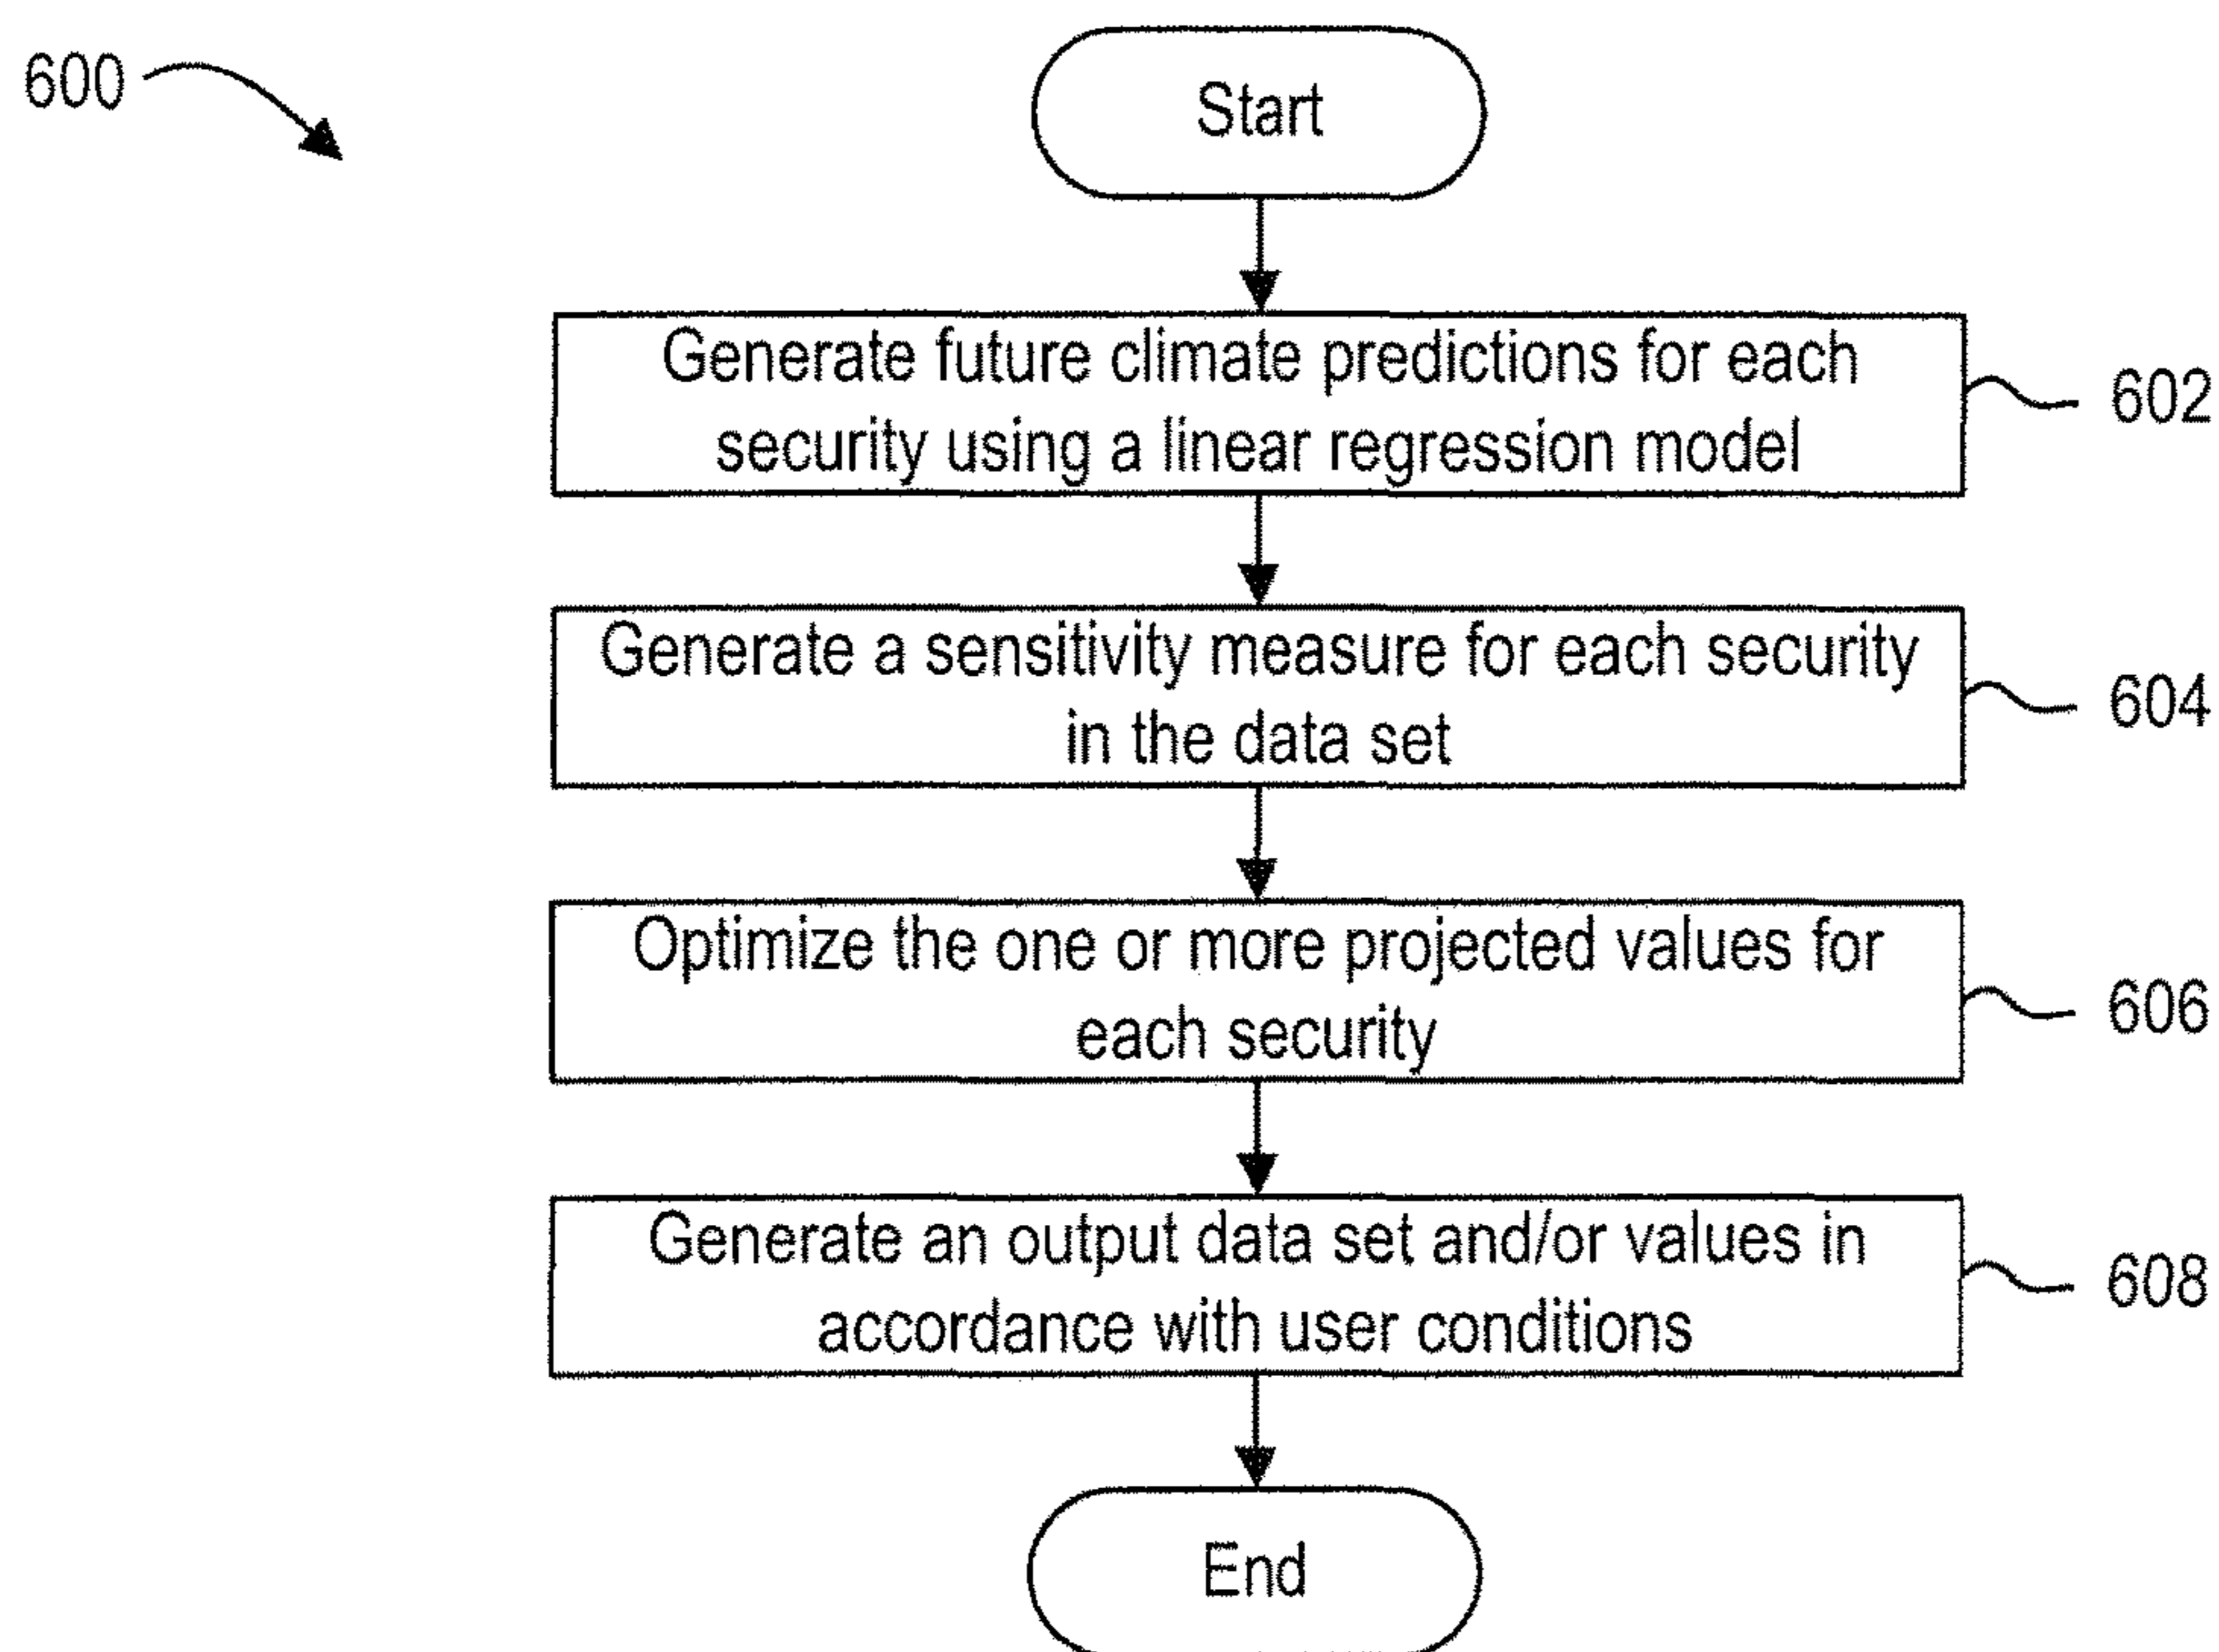 600
Start
Generate future climate predictions for each
security using a linear regression model
602
Generate a sensitivity measure for each security
in the data set
604
Optimize the one or more projected values for
each security
606
Generate an output data set and/or values in
accordance with user conditions
608
End